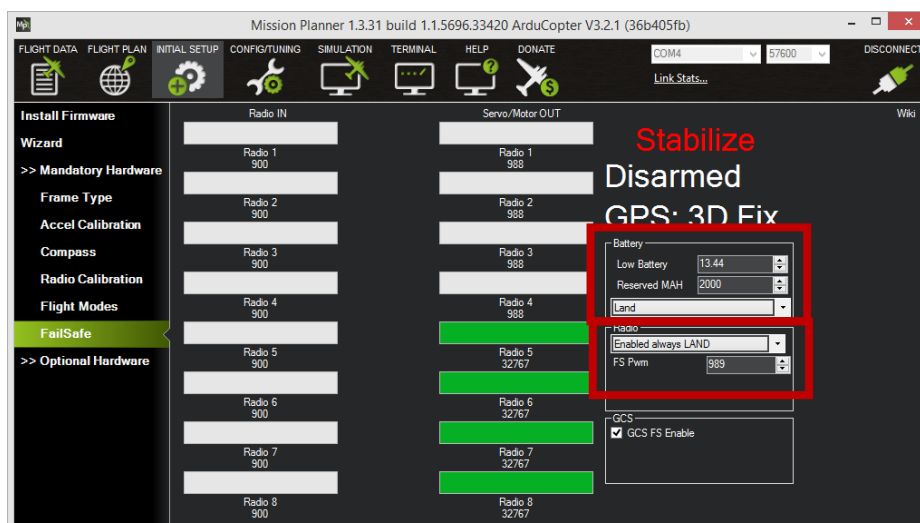 Mission Planner 1.3.31 build 1.1.5696.33420 ArduCopter V3.2.1 (36b405fb)
FLIGHT DATA FLIGHT PLAN INITIAL SETUP CONFIG/TUNING SIMULATION TERMINAL HELP DONATE COM4 57600 DISCONNECT
Link Stats...
Install Firmware
Wizard
>> Mandatory Hardware
Frame Type
Accel Calibration
Compass
Radio Calibration
Flight Modes
FailSafe
>> Optional Hardware
Radio IN
Radio 1
900
Radio 2
900
Radio 3
900
Radio 4
900
Radio 5
900
Radio 6
900
Radio 7
900
Radio 8
900
Servo/Motor OUT
Radio 1
988
Radio 2
988
Radio 3
988
Radio 4
988
Radio 5
32767
Radio 6
32767
Radio 7
32767
Radio 8
32767
Wiki
Stabilize
Disarmed
GPS: 3D Fix
Battery
Low Battery 13.44
Reserved MAH 2000
Land
Radio
Enabled always LAND
FS Pwm 989
GCS
GCS FS Enable